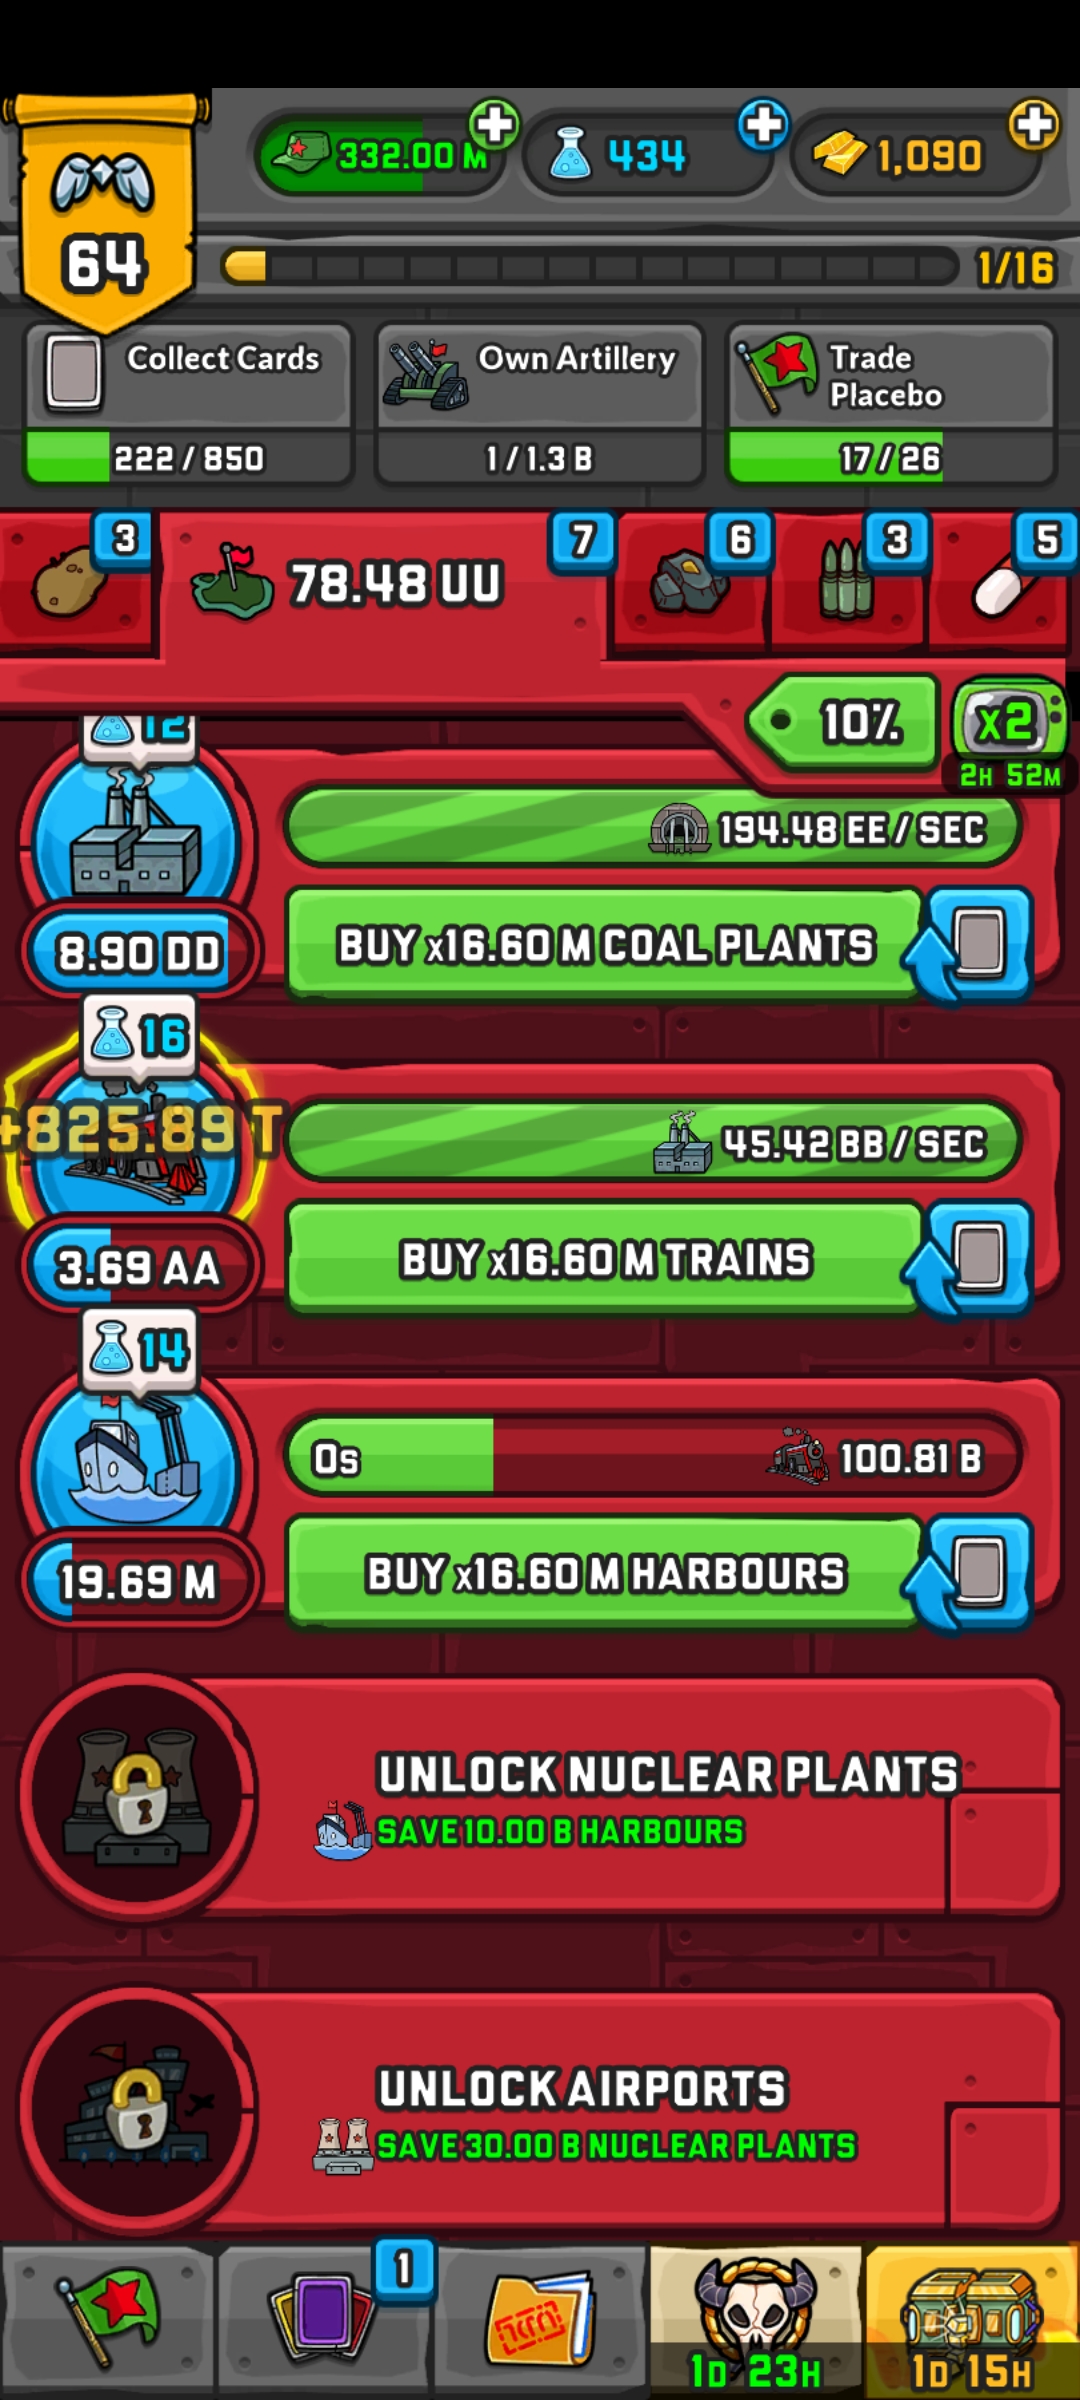 64
332.00 M
434
1,090
1/16
Collect Cards
222 / 850
Own Artillery
1 / 1.3 B
Trade
Placebo
17 / 26
3
78.48 UU
7
6
3
5
10%
x2
2H 52M
12
194.48 EE / SEC
BUY x16.60 M COAL PLANTS
8.90 DD
16
+825.89 T
45.42 BB / SEC
BUY x16.60 M TRAINS
3.69 AA
14
0s
100.81 B
BUY x16.60 M HARBOURS
19.69 M
UNLOCK NUCLEAR PLANTS
SAVE 10.00 B HARBOURS
UNLOCK AIRPORTS
SAVE 30.00 B NUCLEAR PLANTS
1
1D 23H
1D 15H